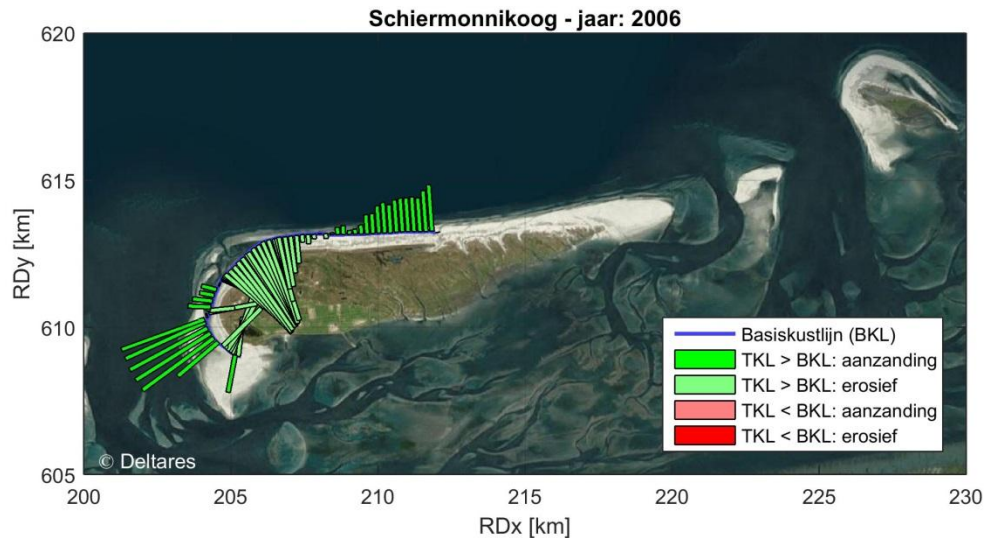 Schiermonnikoog - jaar: 2006
620
615
610
605
RDy [km]
Basiskustlijn (BKL)
TKL > BKL: aanzanding
TKL > BKL: erosief
TKL < BKL: aanzanding
TKL < BKL: erosief
© Deltares
200
205
210
215
220
225
230
RDx [km]